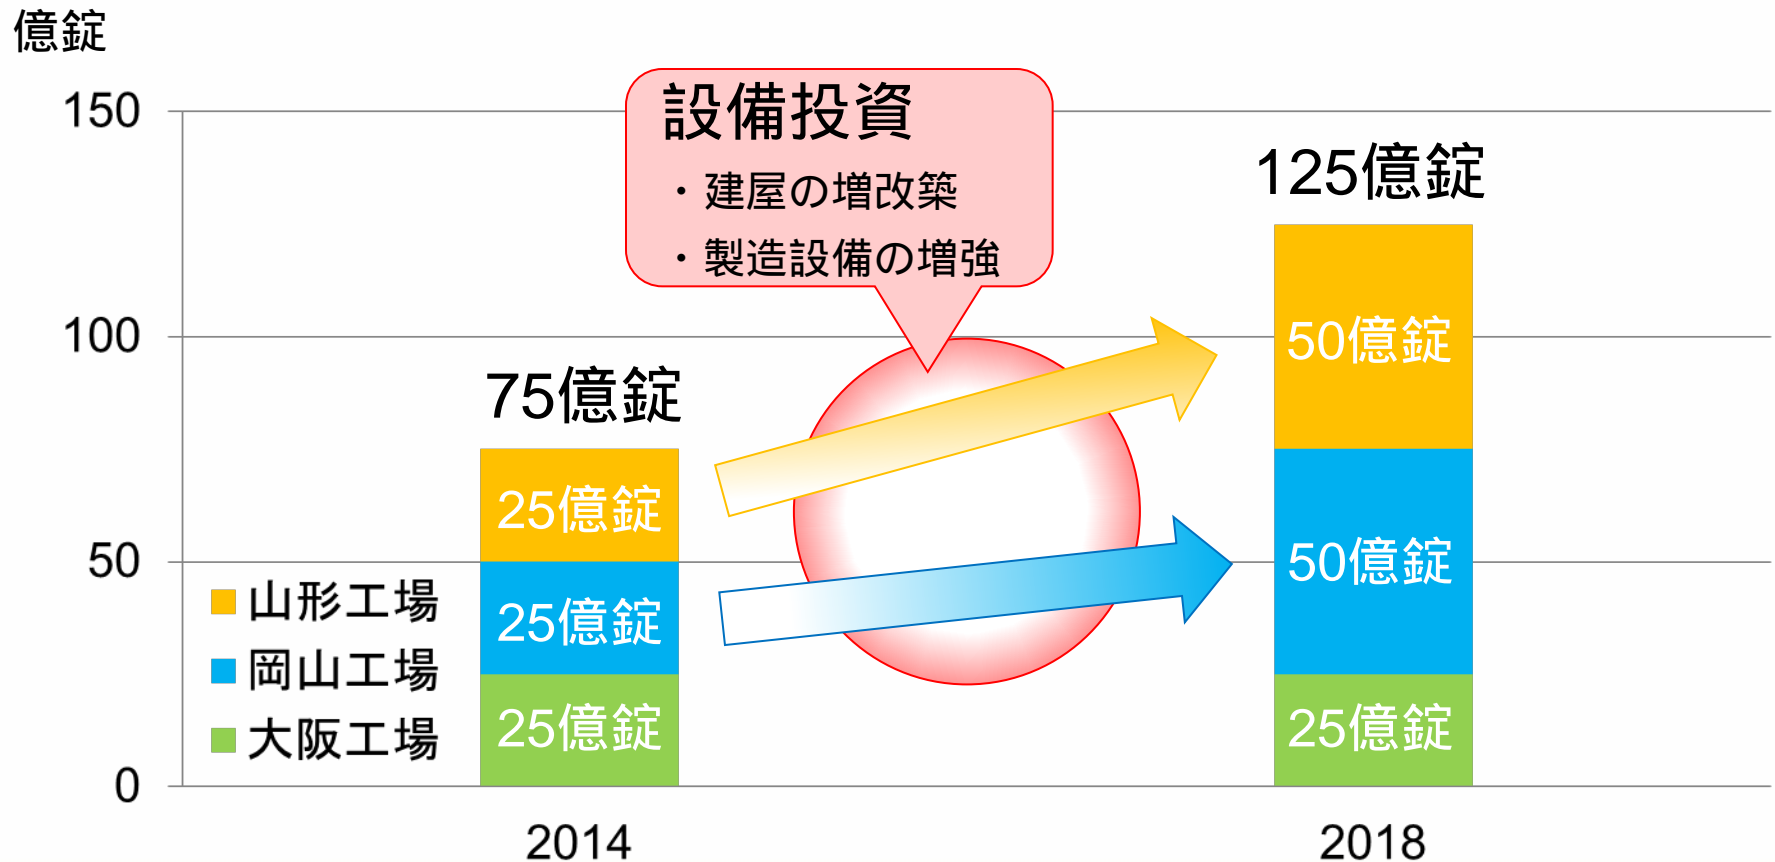 億錠
150
100
50
0
設備投資
・建屋の増改築
・製造設備の増強
75億錠
25億錠
25億錠
25億錠
125億錠
50億錠
50億錠
25億錠
山形工場
岡山工場
大阪工場
2014
2018